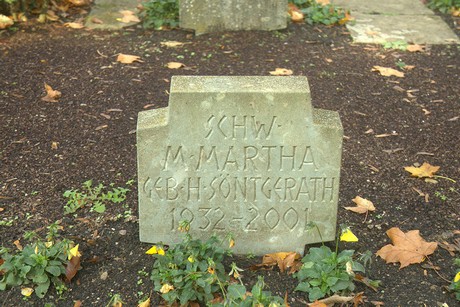 SCHW·
M·MARTHA
GEB·H·SÖNTGERATH
1932-2001